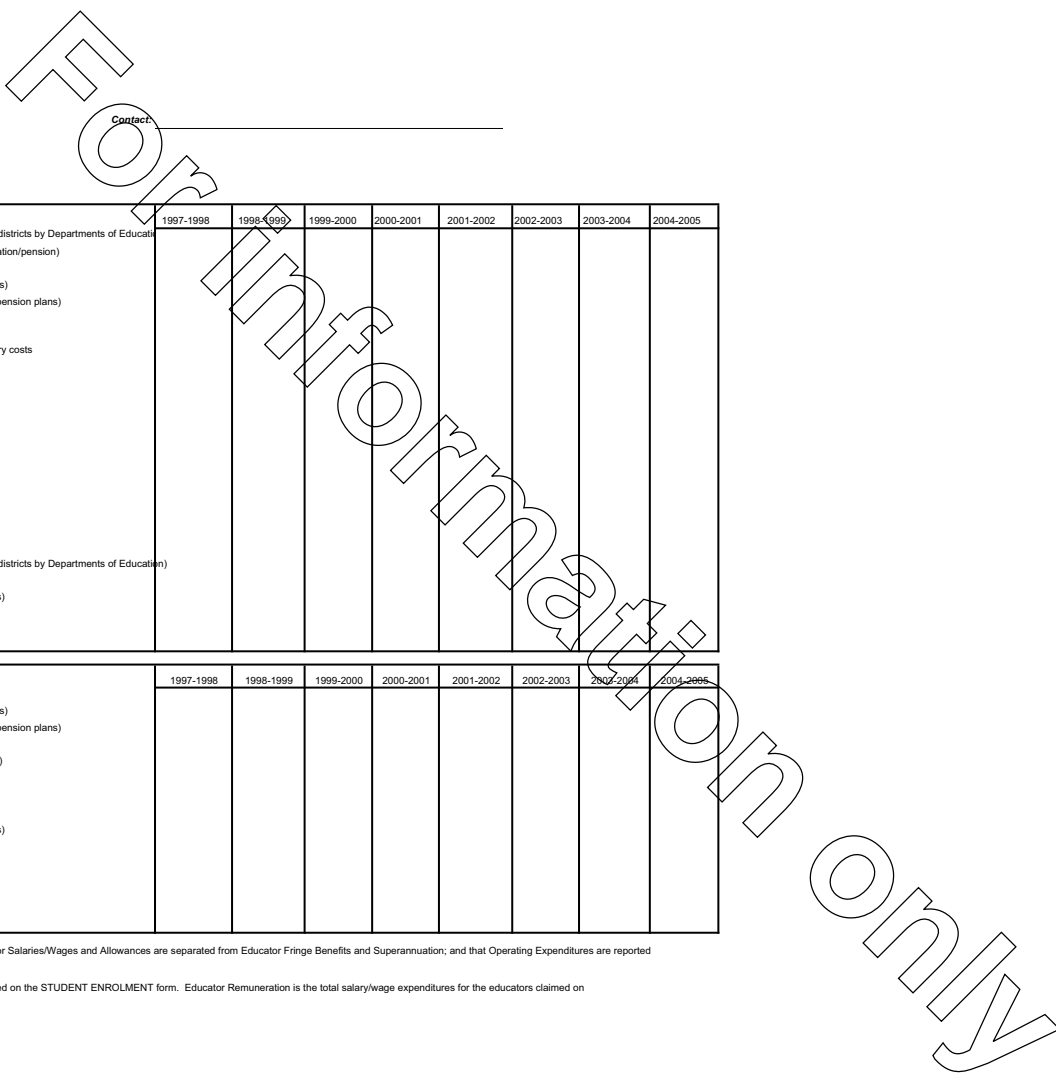 For information only
Contact:
1997-1998 1998-1999 1999-2000 2000-2001 2001-2002 2002-2003 2003-2004 2004-2005
districts by Departments of Educatio
ation/pension)
s)
pension plans)
ry costs
districts by Departments of Education)
s)
1997-1998 1998-1999 1999-2000 2000-2001 2001-2002 2002-2003 2003-2004 2004-2005
s)
pension plans)
)
s)
or Salaries/Wages and Allowances are separated from Educator Fringe Benefits and Superannuation; and that Operating Expenditures are reported
ed on the STUDENT ENROLMENT form. Educator Remuneration is the total salary/wage expenditures for the educators claimed on